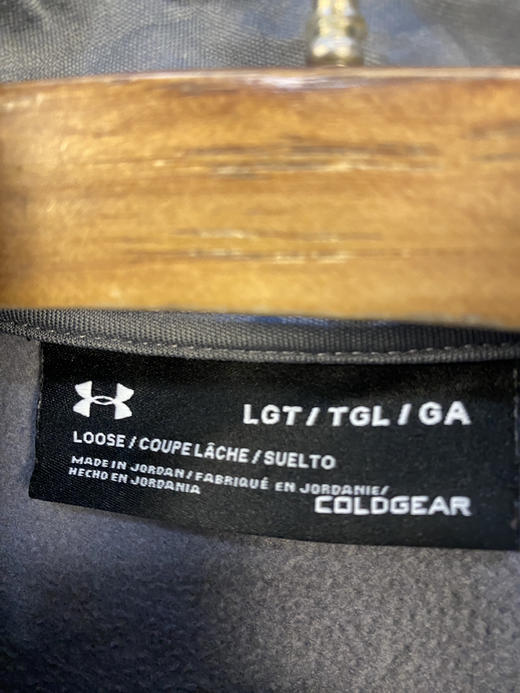 LGT / TGL / GA
LOOSE / COUPE LÂCHE / SUELTO
MADE IN JORDAN / FABRIQUÉ EN JORDANIE/
HECHO EN JORDANIA
COLDGEAR